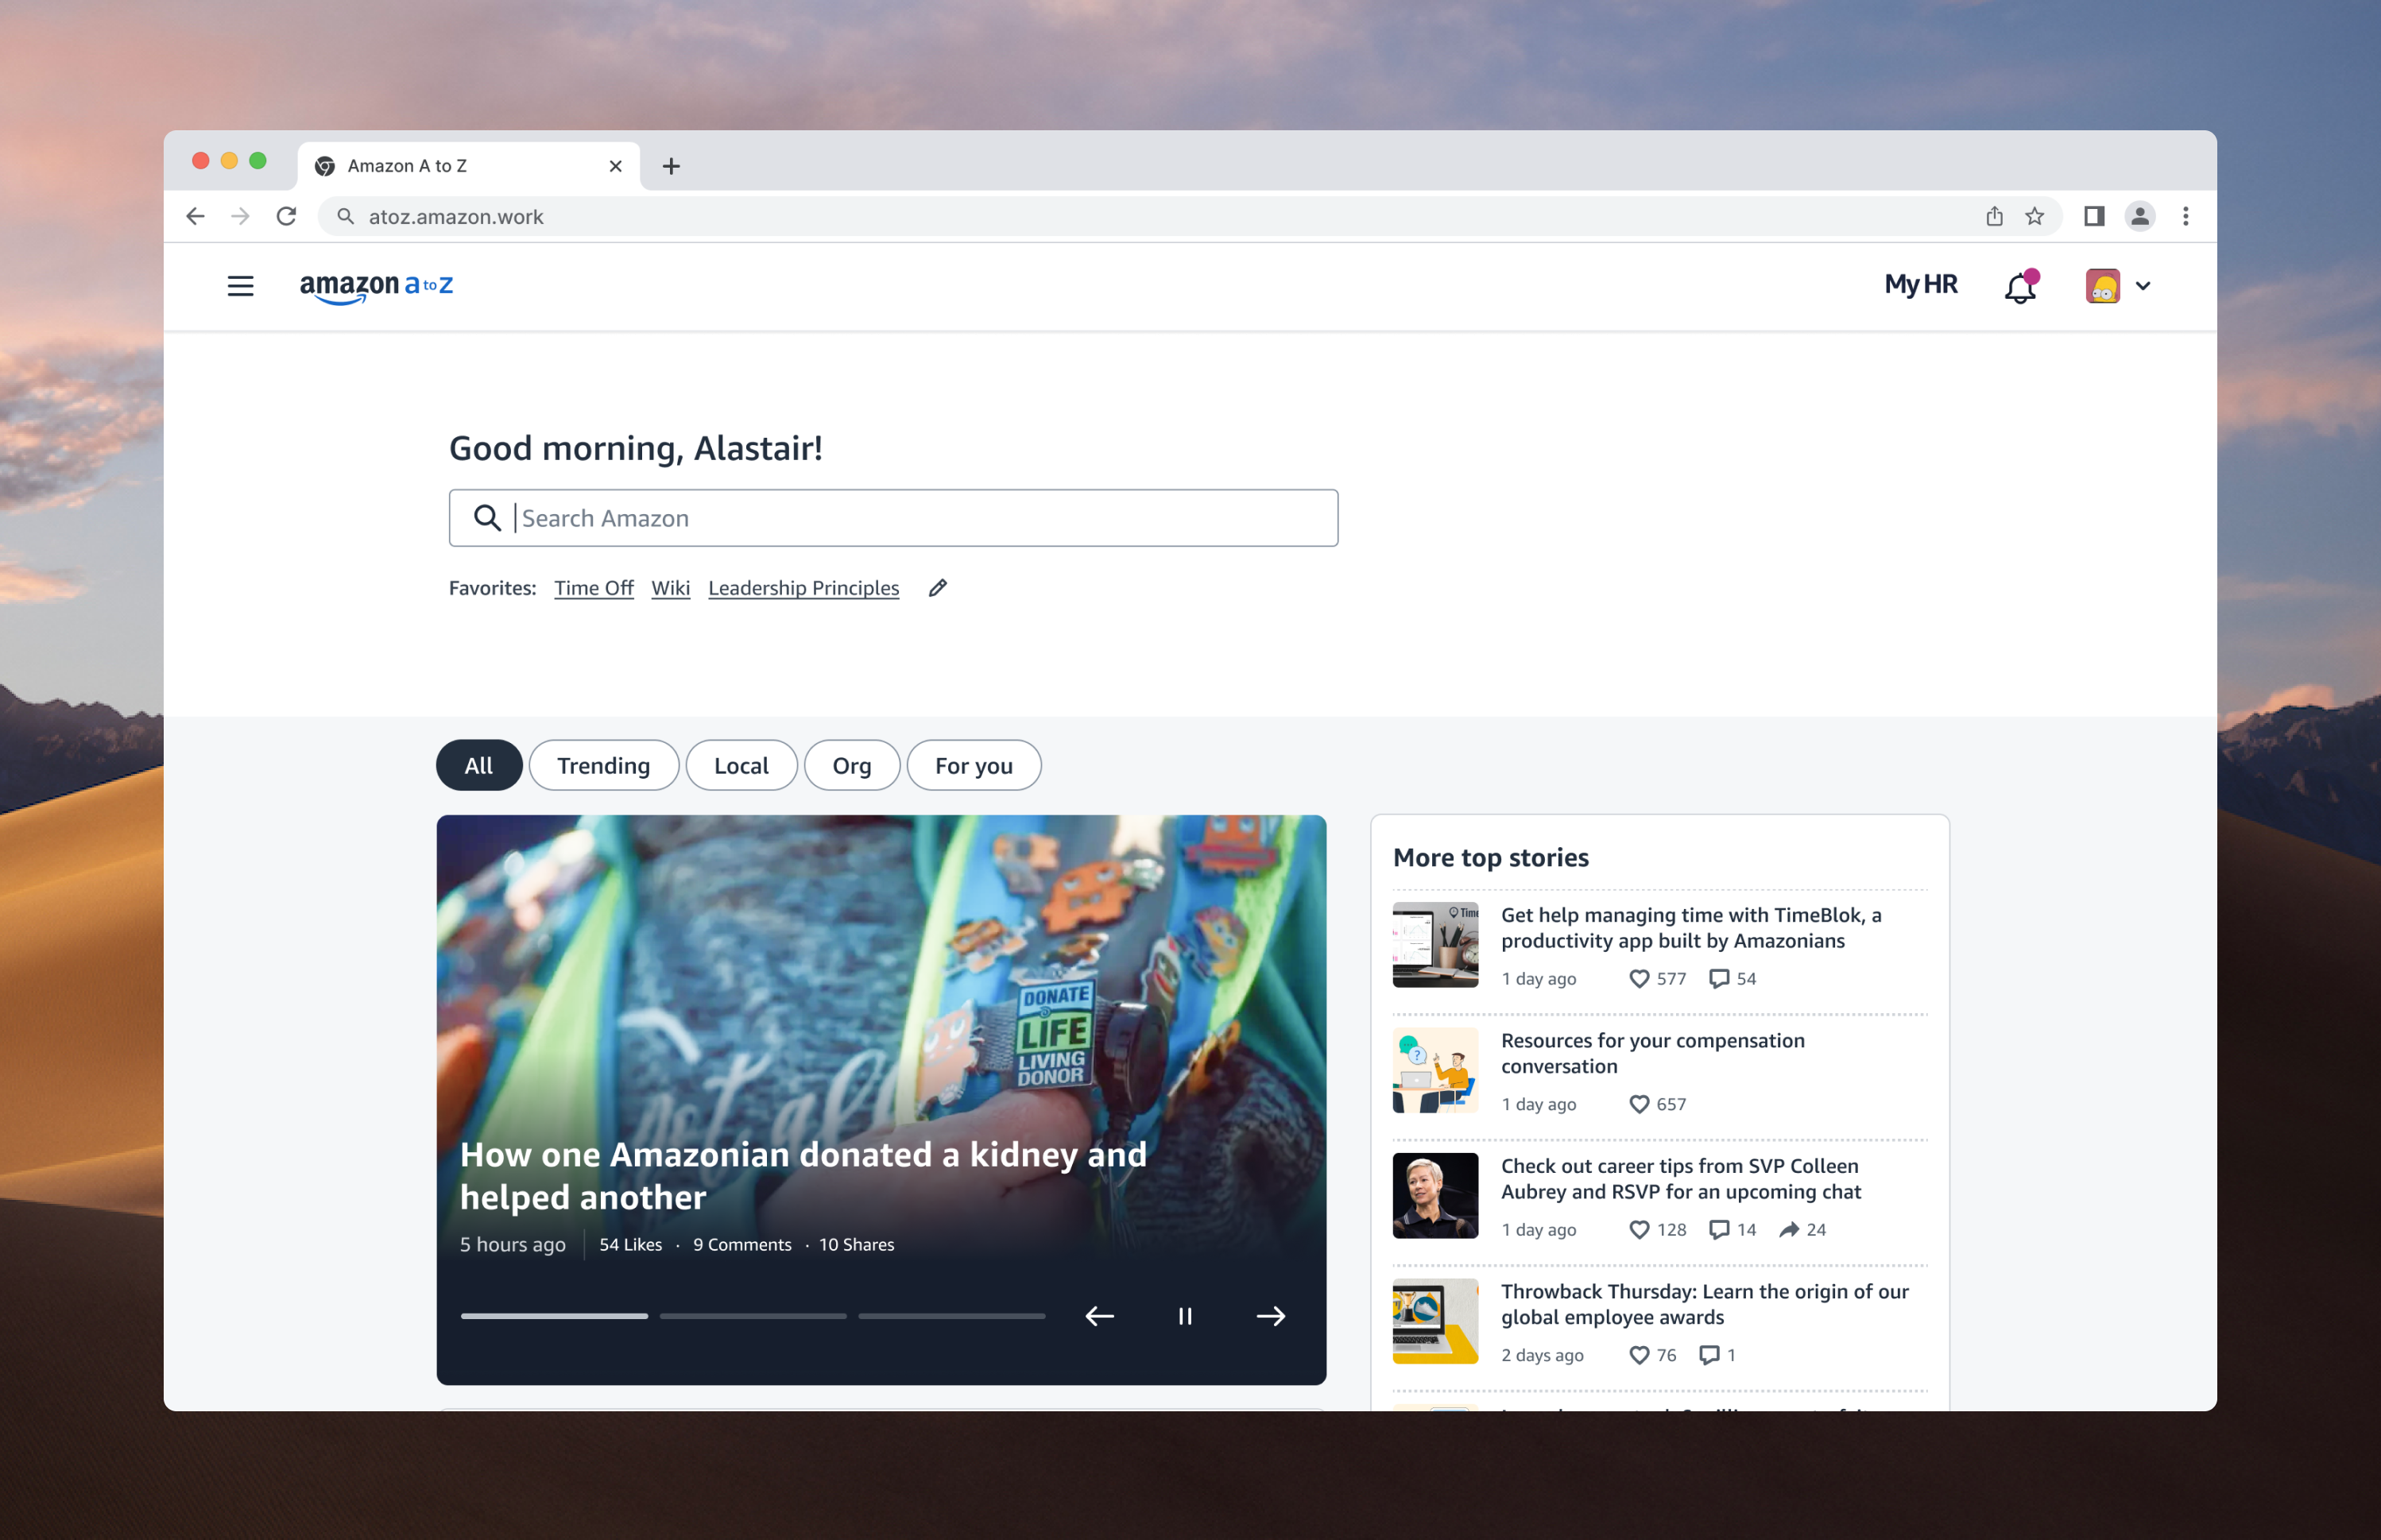 Amazon A to Z
atoz.amazon.work
amazon a to z
My HR
Good morning, Alastair!
Search Amazon
Favorites: Time Off Wiki Leadership Principles
All Trending Local Org For you
DONATE
LIFE
LIVING
DONOR
not all
How one Amazonian donated a kidney and
helped another
5 hours ago 54 Likes · 9 Comments · 10 Shares
More top stories
Time
Get help managing time with TimeBlok, a
productivity app built by Amazonians
1 day ago 577 54
?
Resources for your compensation
conversation
1 day ago 657
Check out career tips from SVP Colleen
Aubrey and RSVP for an upcoming chat
1 day ago 128 14 24
Throwback Thursday: Learn the origin of our
global employee awards
2 days ago 76 1